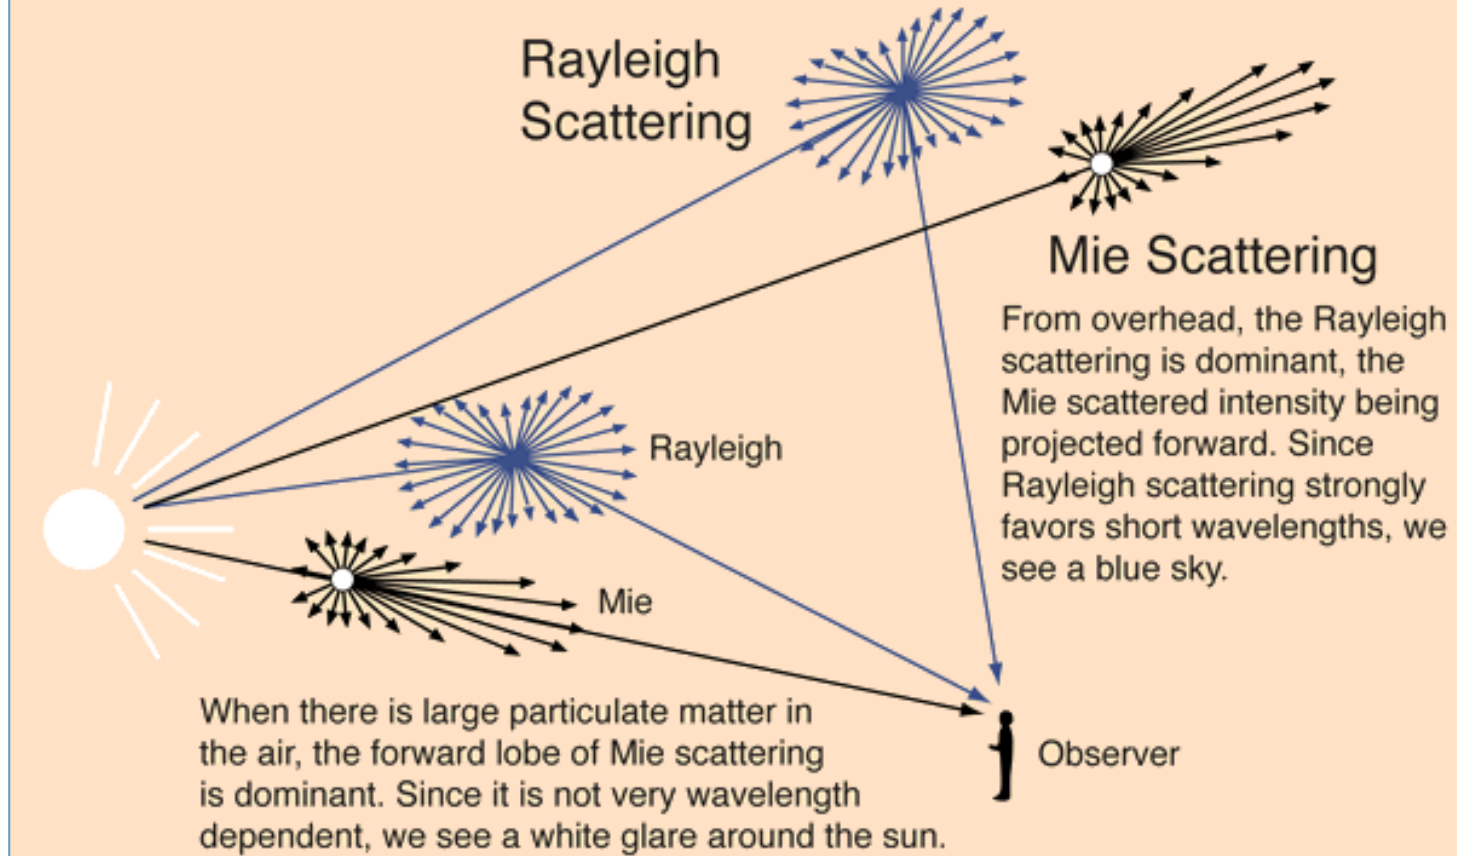 Rayleigh
Scattering
Mie Scattering
From overhead, the Rayleigh
scattering is dominant, the
Mie scattered intensity being
projected forward. Since
Rayleigh scattering strongly
favors short wavelengths, we
see a blue sky.
Rayleigh
Mie
When there is large particulate matter in
the air, the forward lobe of Mie scattering
is dominant. Since it is not very wavelength
dependent, we see a white glare around the sun.
Observer